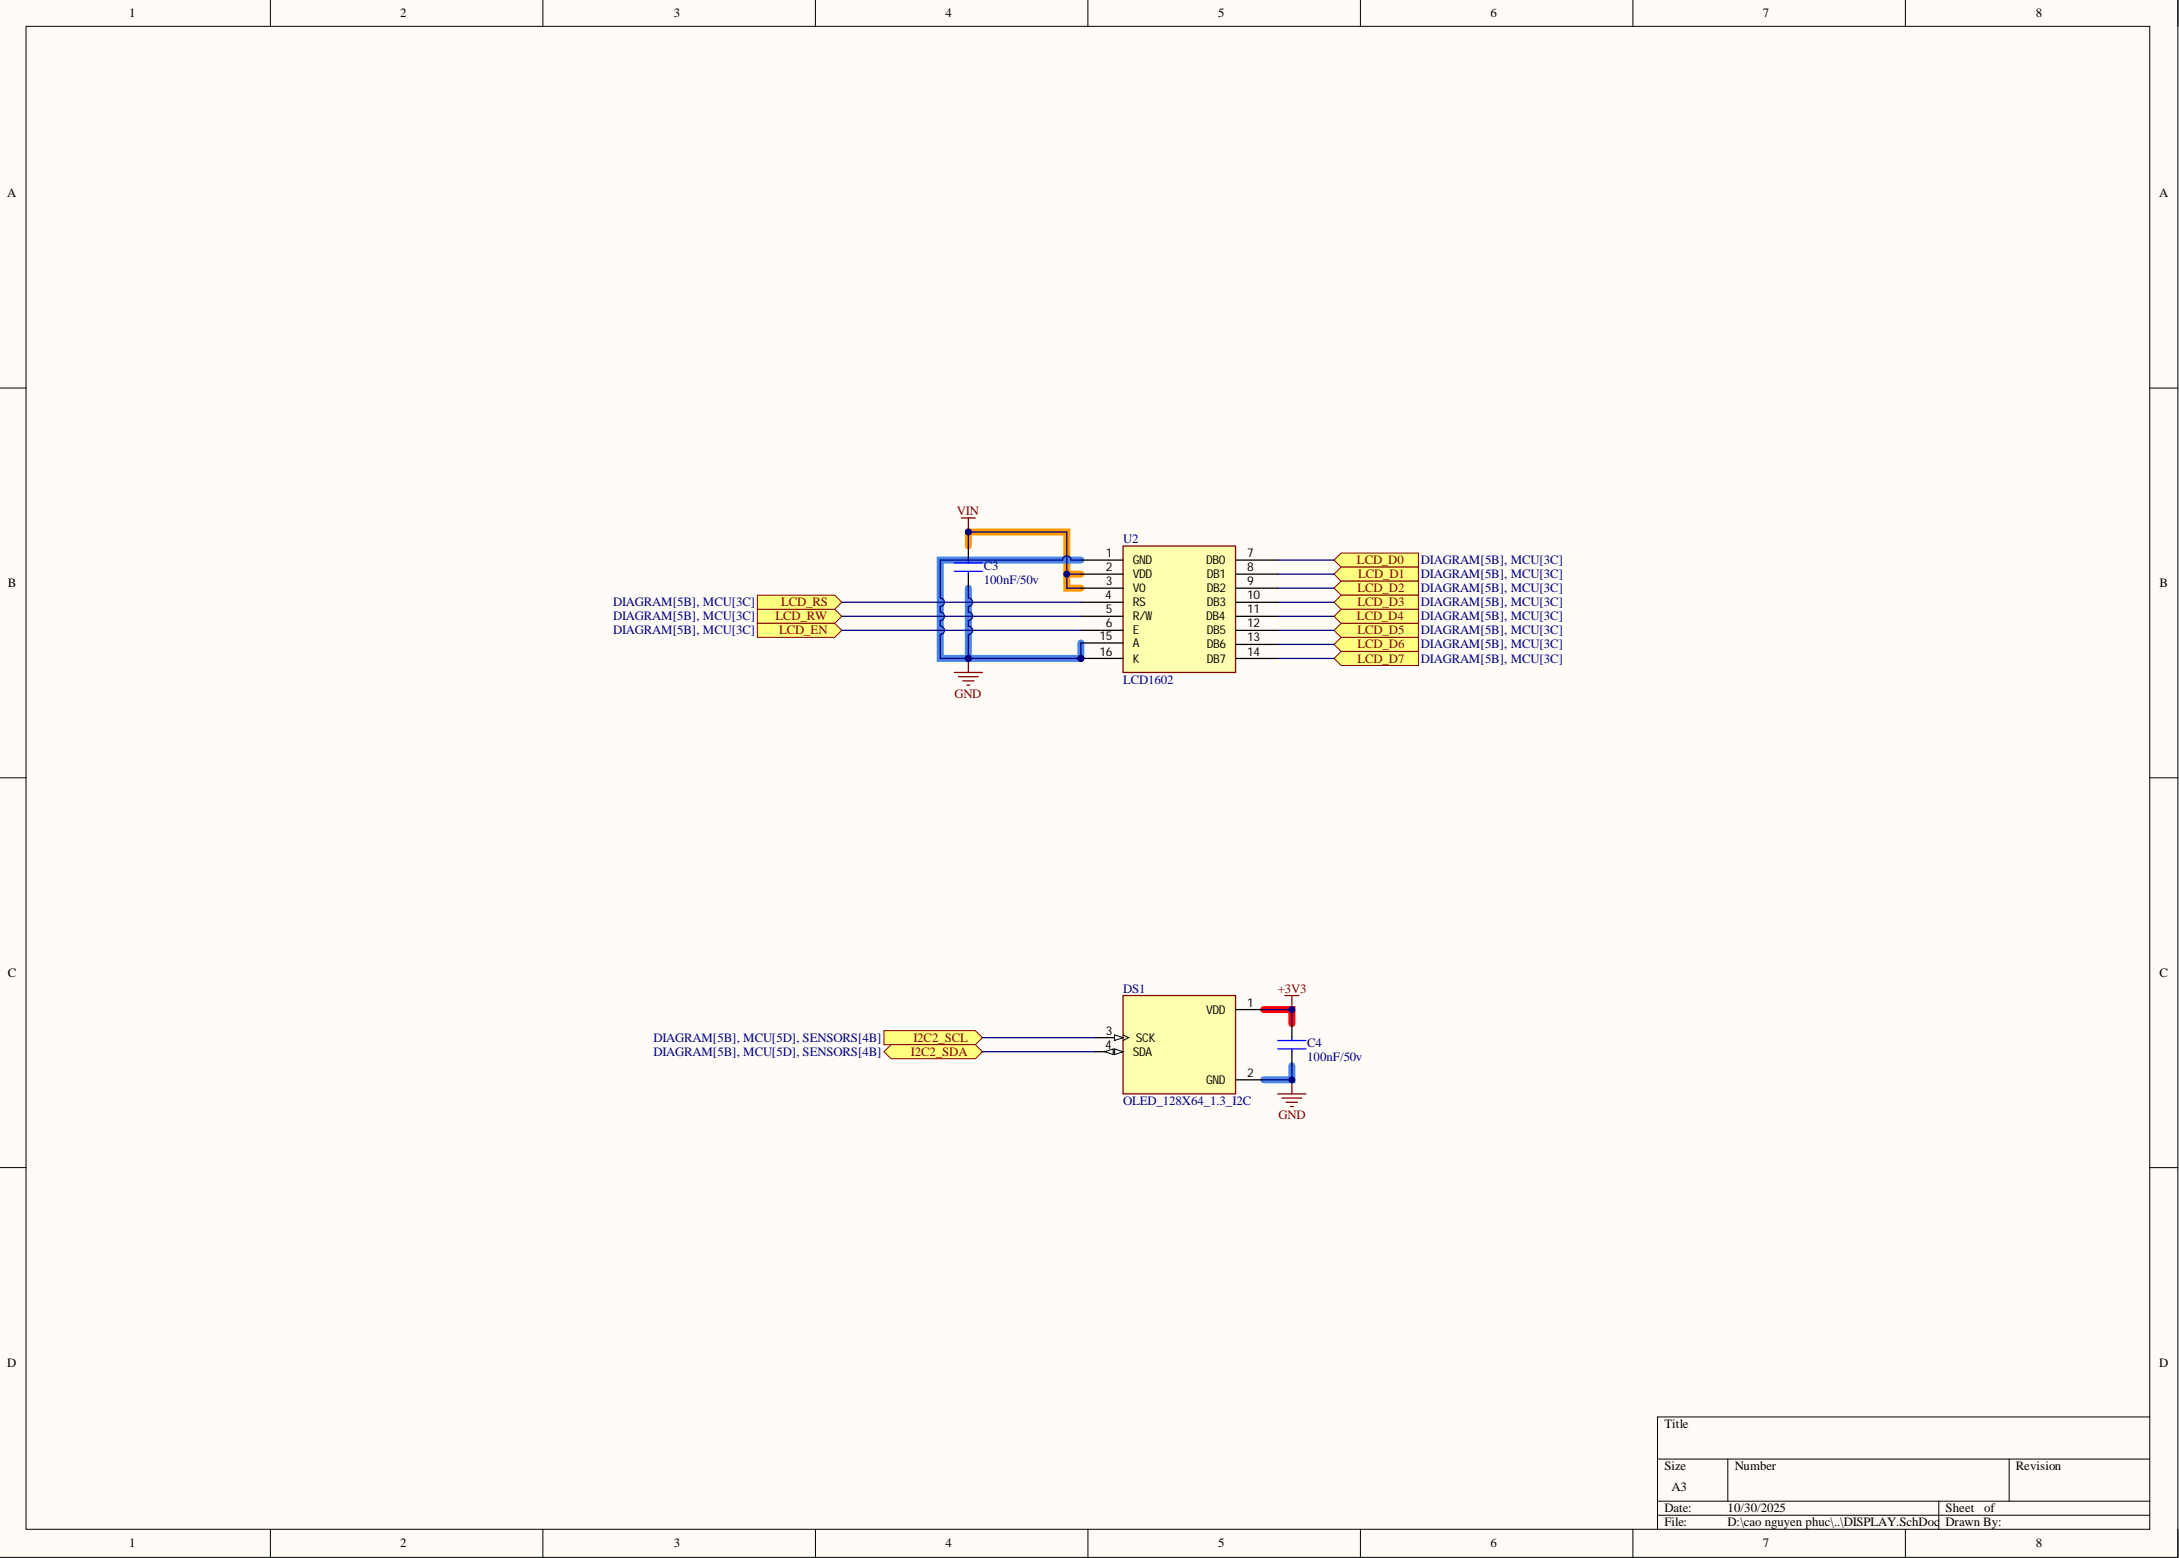 1 2 3 4 5 6 7 8
A A
VIN
U2
1 GND DB0 7 LCD_D0 DIAGRAM[5B], MCU[3C]
2 VDD DB1 8 LCD_D1 DIAGRAM[5B], MCU[3C]
C3
100nF/50v
3 VO DB2 9 LCD_D2 DIAGRAM[5B], MCU[3C]
B B
DIAGRAM[5B], MCU[3C] LCD_RS 4 RS DB3 10 LCD_D3 DIAGRAM[5B], MCU[3C]
DIAGRAM[5B], MCU[3C] LCD_RW 5 R/W DB4 11 LCD_D4 DIAGRAM[5B], MCU[3C]
DIAGRAM[5B], MCU[3C] LCD_EN 6 E DB5 12 LCD_D5 DIAGRAM[5B], MCU[3C]
15 A DB6 13 LCD_D6 DIAGRAM[5B], MCU[3C]
16 K DB7 14 LCD_D7 DIAGRAM[5B], MCU[3C]
LCD1602
GND
C C
DS1 +3V3
VDD 1
DIAGRAM[5B], MCU[5D], SENSORS[4B] I2C2_SCL 3 SCK
DIAGRAM[5B], MCU[5D], SENSORS[4B] I2C2_SDA 4 SDA
C4
100nF/50v
GND 2
OLED_128X64_1.3_I2C
GND
D D
Title
Size Number Revision
A3
Date: 10/30/2025 Sheet of
File: D:\cao nguyen phuc\..\DISPLAY.SchDoc Drawn By:
1 2 3 4 5 6 7 8